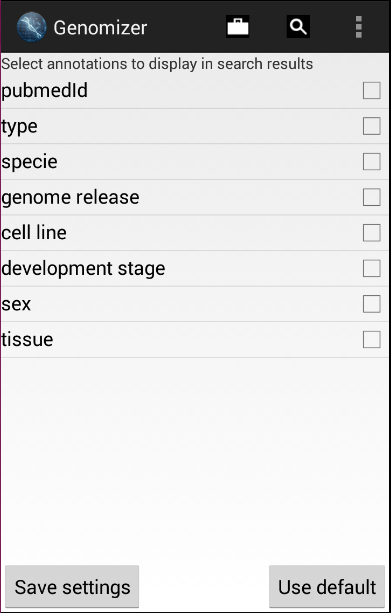 Genomizer
Select annotations to display in search results
pubmedId
type
specie
genome release
cell line
development stage
sex
tissue
Save settings
Use default